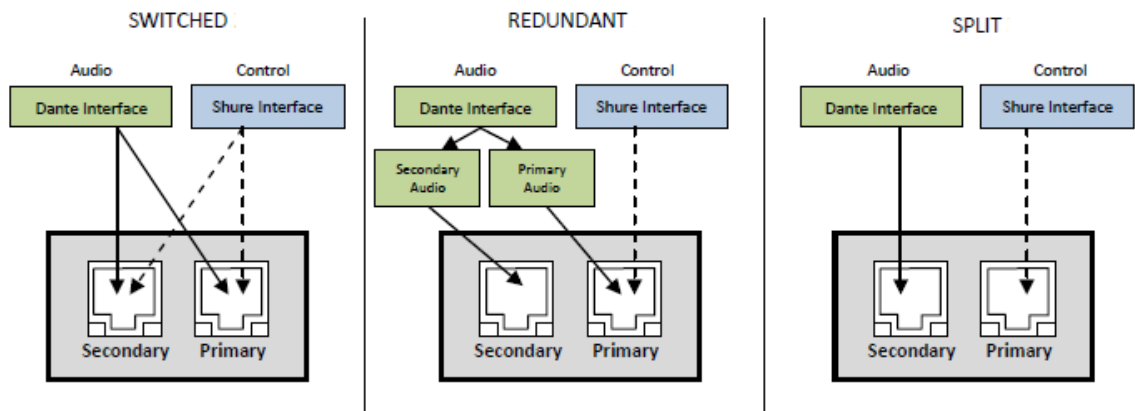 SWITCHED
Audio
Control
Dante Interface
Shure Interface
Secondary
Primary
REDUNDANT
Audio
Control
Dante Interface
Shure Interface
Secondary
Audio
Primary
Audio
Secondary
Primary
SPLIT
Audio
Control
Dante Interface
Shure Interface
Secondary
Primary